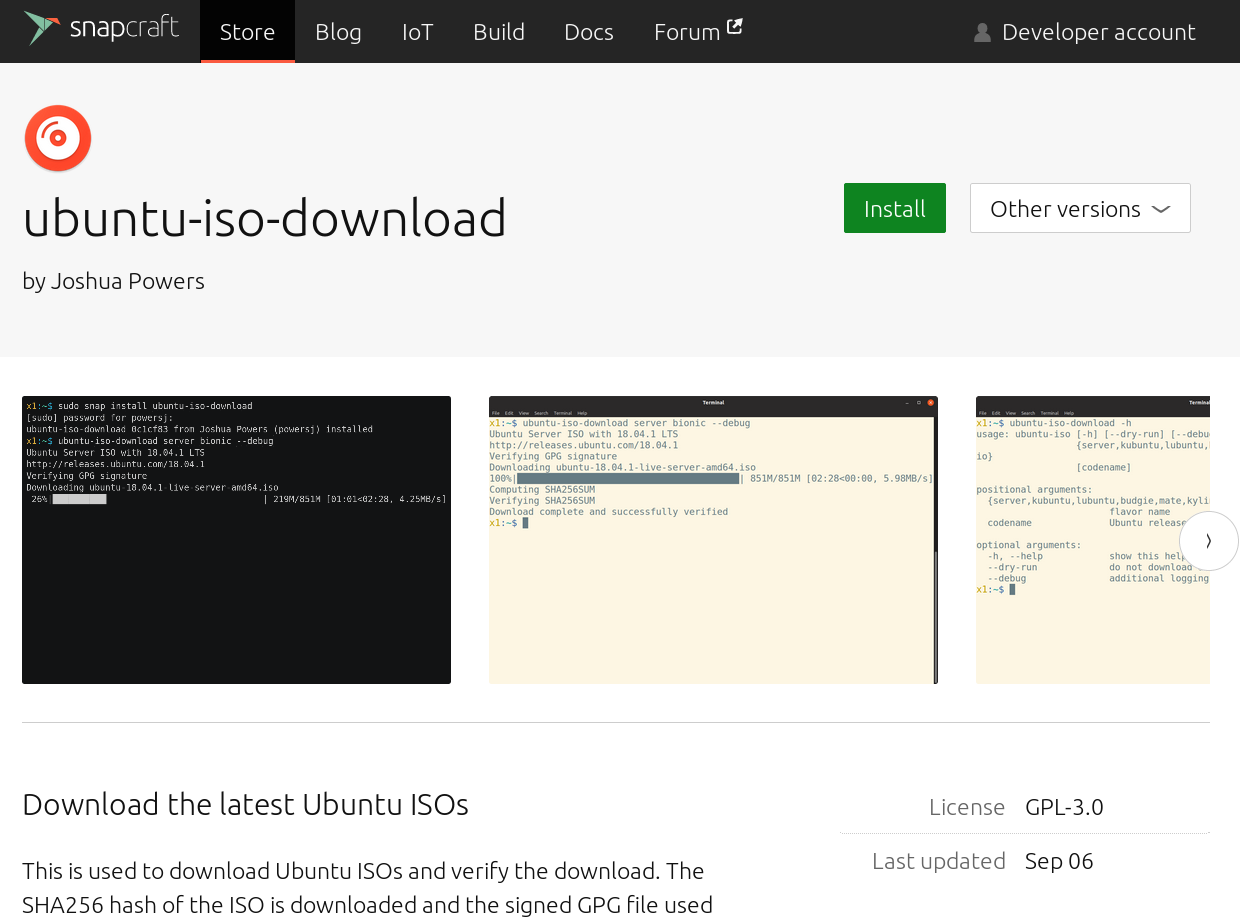 snapcraft
Store
Blog
IoT
Build
Docs
Forum
Developer account
ubuntu-iso-download
by Joshua Powers
Install
Other versions
x1:~$ sudo snap install ubuntu-iso-download
[sudo] password for powersj:
ubuntu-iso-download 0c1cf83 from Joshua Powers (powersj) installed
x1:~$ ubuntu-iso-download server bionic --debug
Ubuntu Server ISO with 18.04.1 LTS
http://releases.ubuntu.com/18.04.1
Verifying GPG signature
Downloading ubuntu-18.04.1-live-server-amd64.iso
26%| | 219M/851M [01:01<02:28, 4.25MB/s]
Terminal
File Edit View Search Terminal Help
x1:~$ ubuntu-iso-download server bionic --debug
Ubuntu Server ISO with 18.04.1 LTS
http://releases.ubuntu.com/18.04.1
Verifying GPG signature
Downloading ubuntu-18.04.1-live-server-amd64.iso
100%| | 851M/851M [02:28<00:00, 5.98MB/s]
Computing SHA256SUM
Verifying SHA256SUM
Download complete and successfully verified
x1:~$
Terminal
File Edit View Search Terminal Help
x1:~$ ubuntu-iso-download -h
usage: ubuntu-iso [-h] [--dry-run] [--debu
{server,kubuntu,lubuntu,
io}
[codename]
positional arguments:
{server,kubuntu,lubuntu,budgie,mate,kyli
flavor name
codename Ubuntu release
optional arguments:
-h, --help show this help
--dry-run do not download
--debug additional logging
x1:~$
Download the latest Ubuntu ISOs
This is used to download Ubuntu ISOs and verify the download. The
SHA256 hash of the ISO is downloaded and the signed GPG file used
License GPL-3.0
Last updated Sep 06